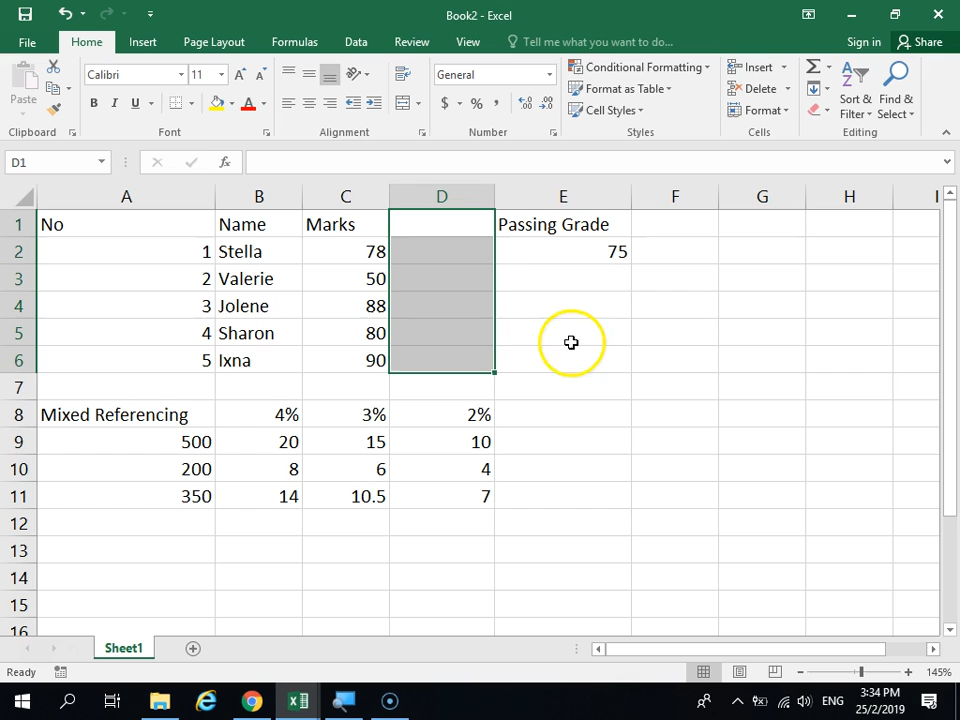 Book2 - Excel
File Home Insert Page Layout Formulas Data Review View Tell me what you want to do... Sign in Share
Paste
Calibri 11
B I U A
General
$ % ,
Conditional Formatting
Format as Table
Cell Styles
Insert
Delete
Format
Sort & Filter
Find & Select
Clipboard Font Alignment Number Styles Cells Editing
D1 fx
A B C D E F G H I
1 No Name Marks Passing Grade
2 1 Stella 78 75
3 2 Valerie 50
4 3 Jolene 88
5 4 Sharon 80
6 5 Ixna 90
7
8 Mixed Referencing 4% 3% 2%
9 500 20 15 10
10 200 8 6 4
11 350 14 10.5 7
12
13
14
15
16
Sheet1
Ready 145%
ENG 3:34 PM
25/2/2019